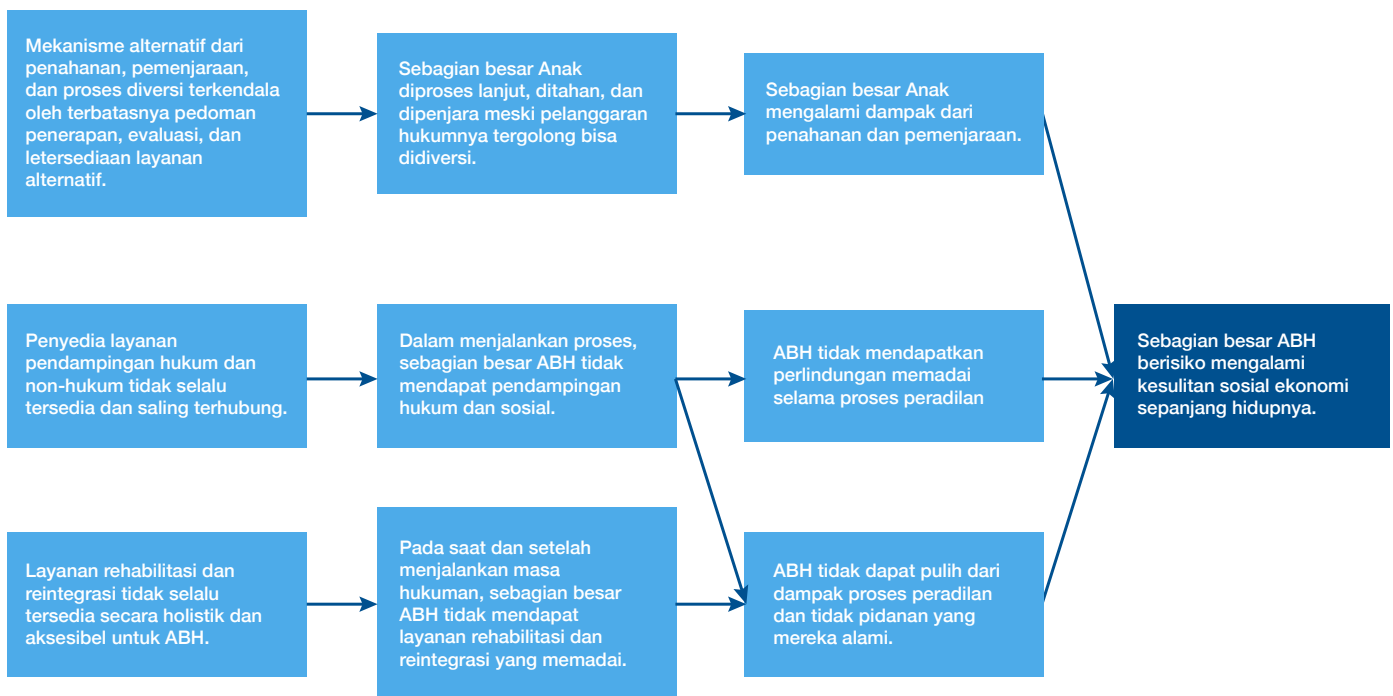 Mekanisme alternatif dari
penahanan, pemenjaraan,
dan proses diversi terkendala
oleh terbatasnya pedoman
penerapan, evaluasi, dan
letersediaan layanan
alternatif.
Sebagian besar Anak
diproses lanjut, ditahan, dan
dipenjara meski pelanggaran
hukumnya tergolong bisa
didiversi.
Sebagian besar Anak
mengalami dampak dari
penahanan dan pemenjaraan.
Penyedia layanan
pendampingan hukum dan
non-hukum tidak selalu
tersedia dan saling terhubung.
Dalam menjalankan proses,
sebagian besar ABH tidak
mendapat pendampingan
hukum dan sosial.
ABH tidak mendapatkan
perlindungan memadai
selama proses peradilan
Sebagian besar ABH
berisiko mengalami
kesulitan sosial ekonomi
sepanjang hidupnya.
Layanan rehabilitasi dan
reintegrasi tidak selalu
tersedia secara holistik dan
aksesibel untuk ABH.
Pada saat dan setelah
menjalankan masa
hukuman, sebagian besar
ABH tidak mendapat
layanan rehabilitasi dan
reintegrasi yang memadai.
ABH tidak dapat pulih dari
dampak proses peradilan
dan tidak pidanan yang
mereka alami.